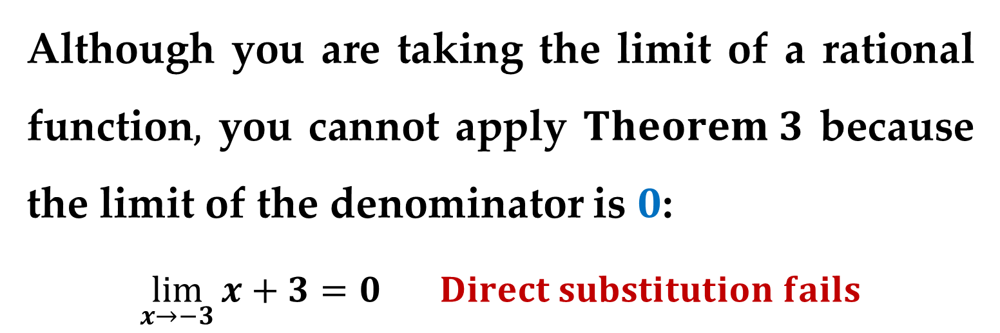 Although you are taking the limit of a rational
function, you cannot apply Theorem 3 because
the limit of the denominator is 0:
lim x + 3 = 0 Direct substitution fails
x→−3